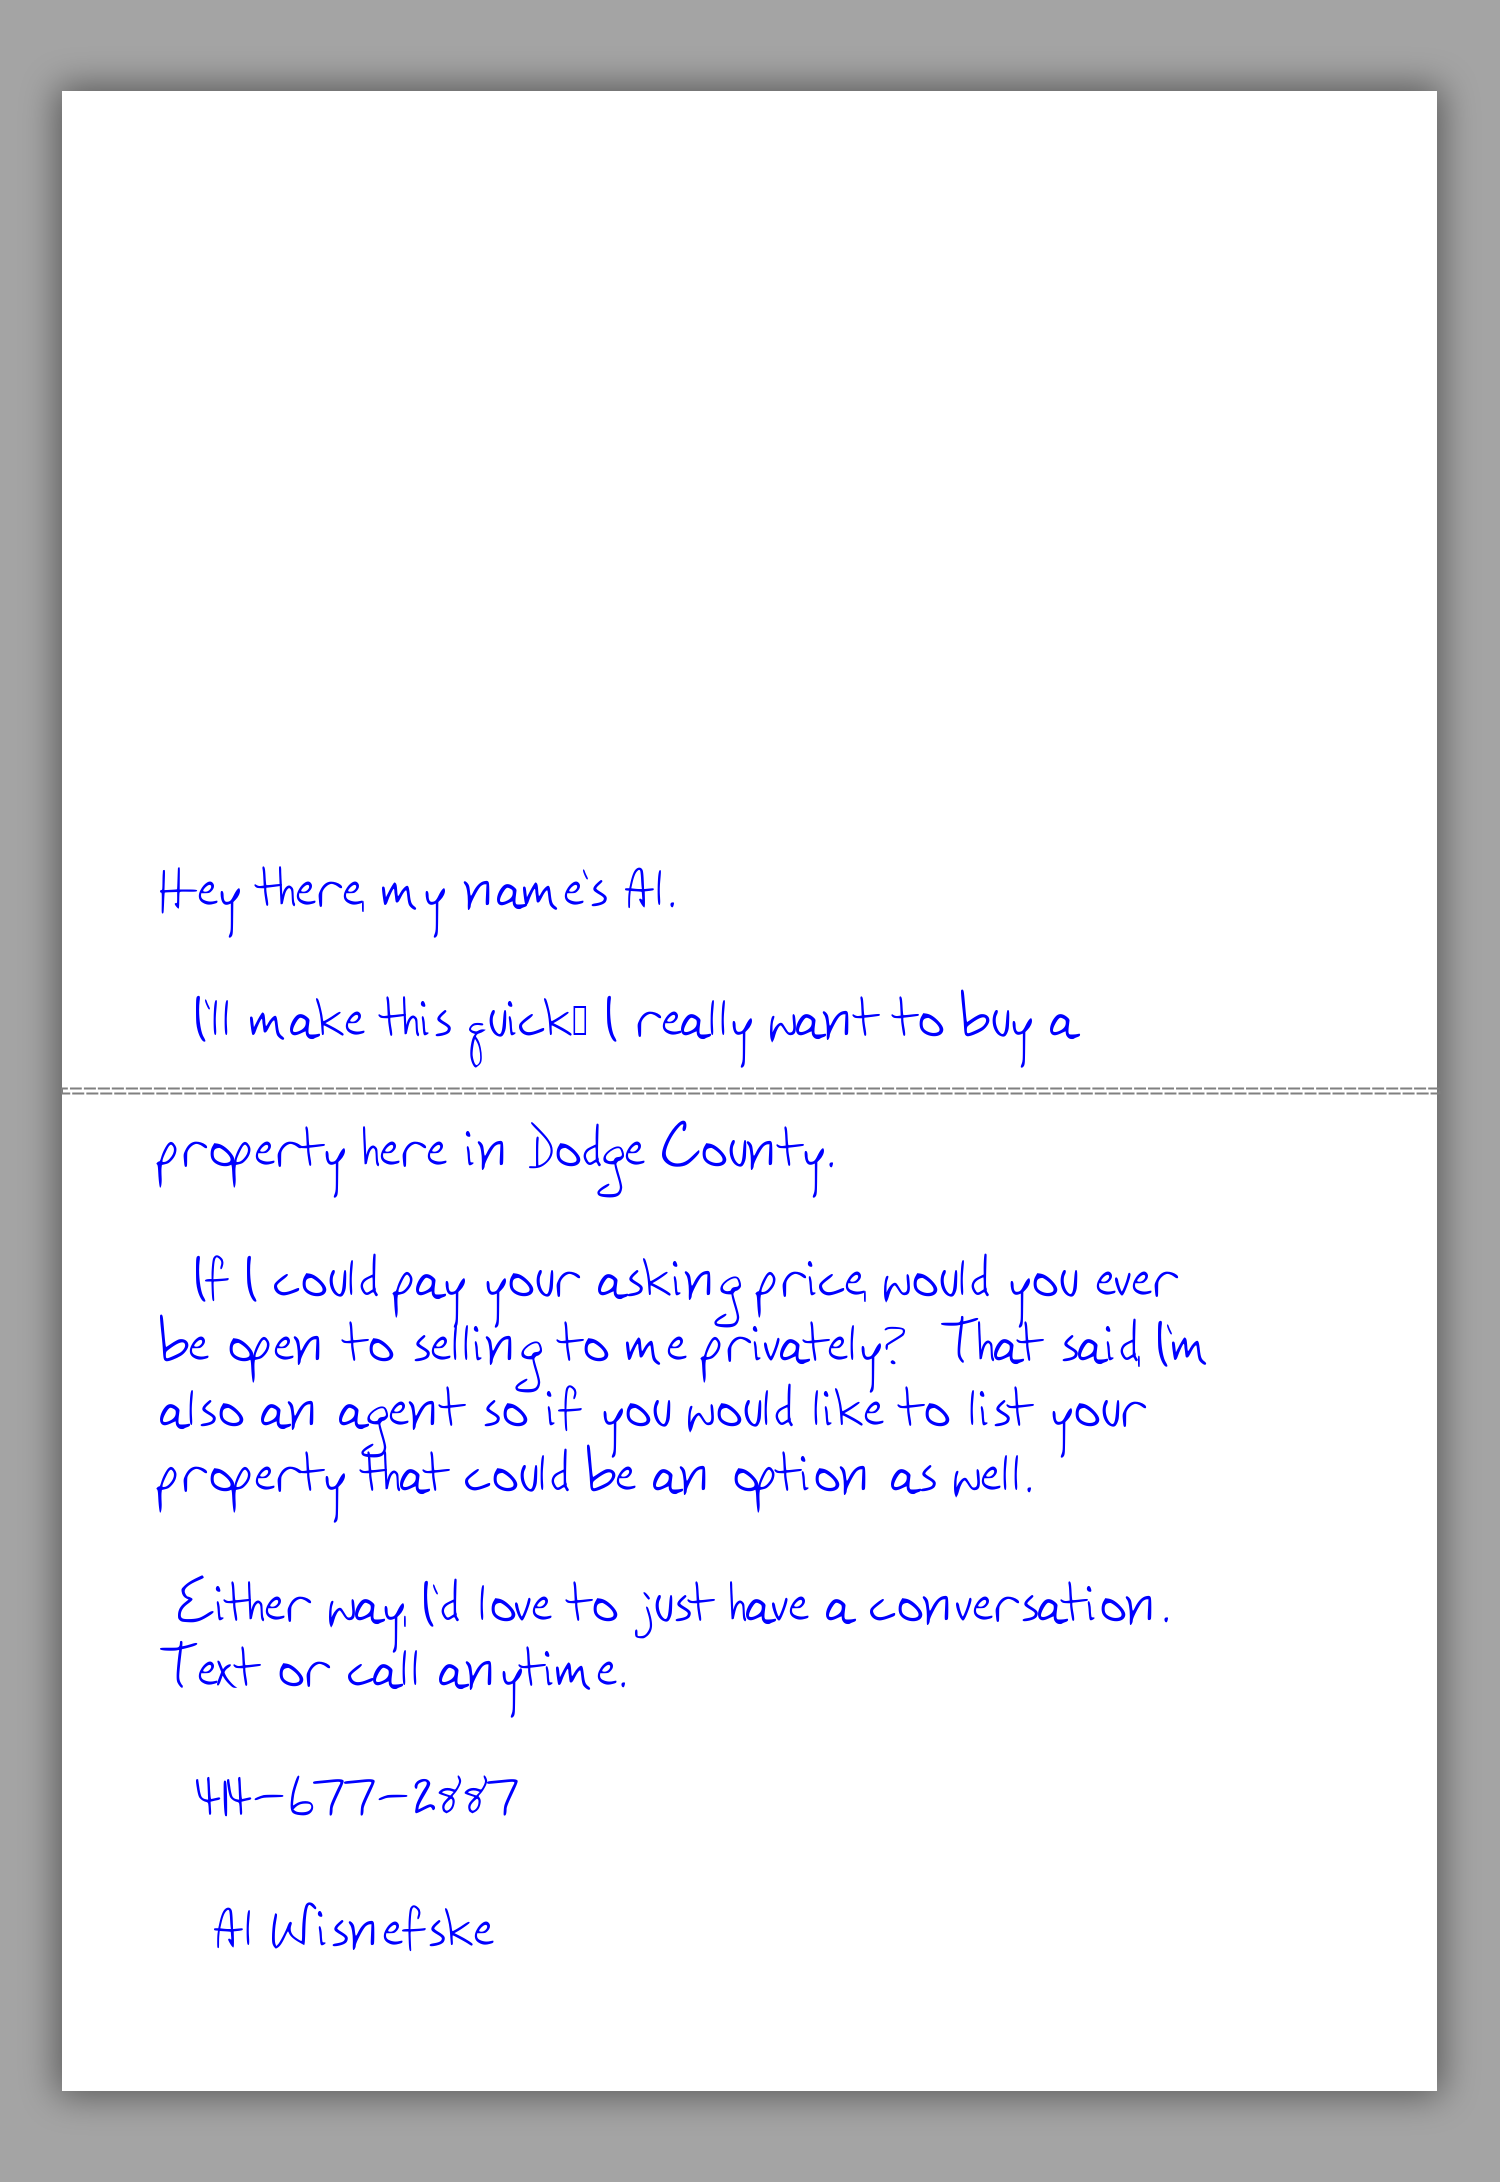 Hey there, my name's Al.
I'll make this quick▯ I really want to buy a
property here in Dodge County.
If I could pay your asking price, would you ever
be open to selling to me privately? That said, I'm
also an agent so if you would like to list your
property that could be an option as well.
Either way, I'd love to just have a conversation.
Text or call anytime.
414-677-2887
Al Wisnefske